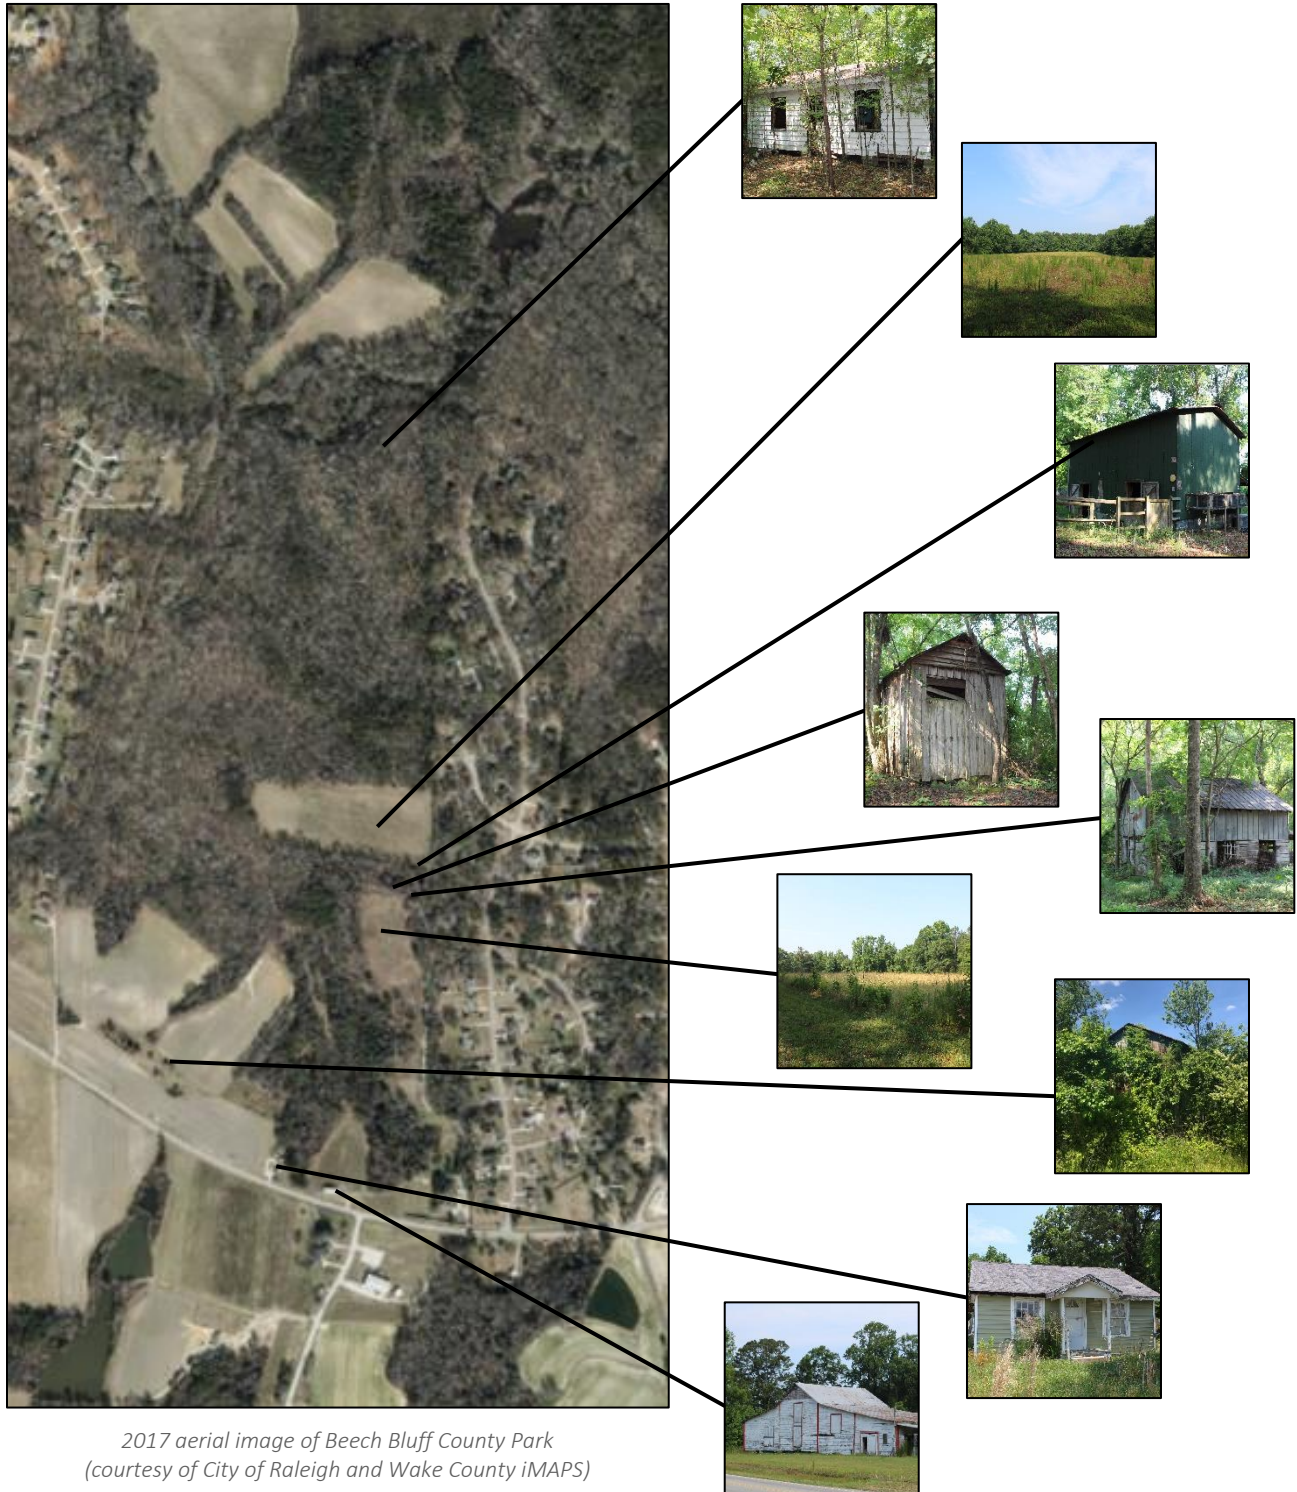 2017 aerial image of Beech Bluff County Park
(courtesy of City of Raleigh and Wake County iMAPS)